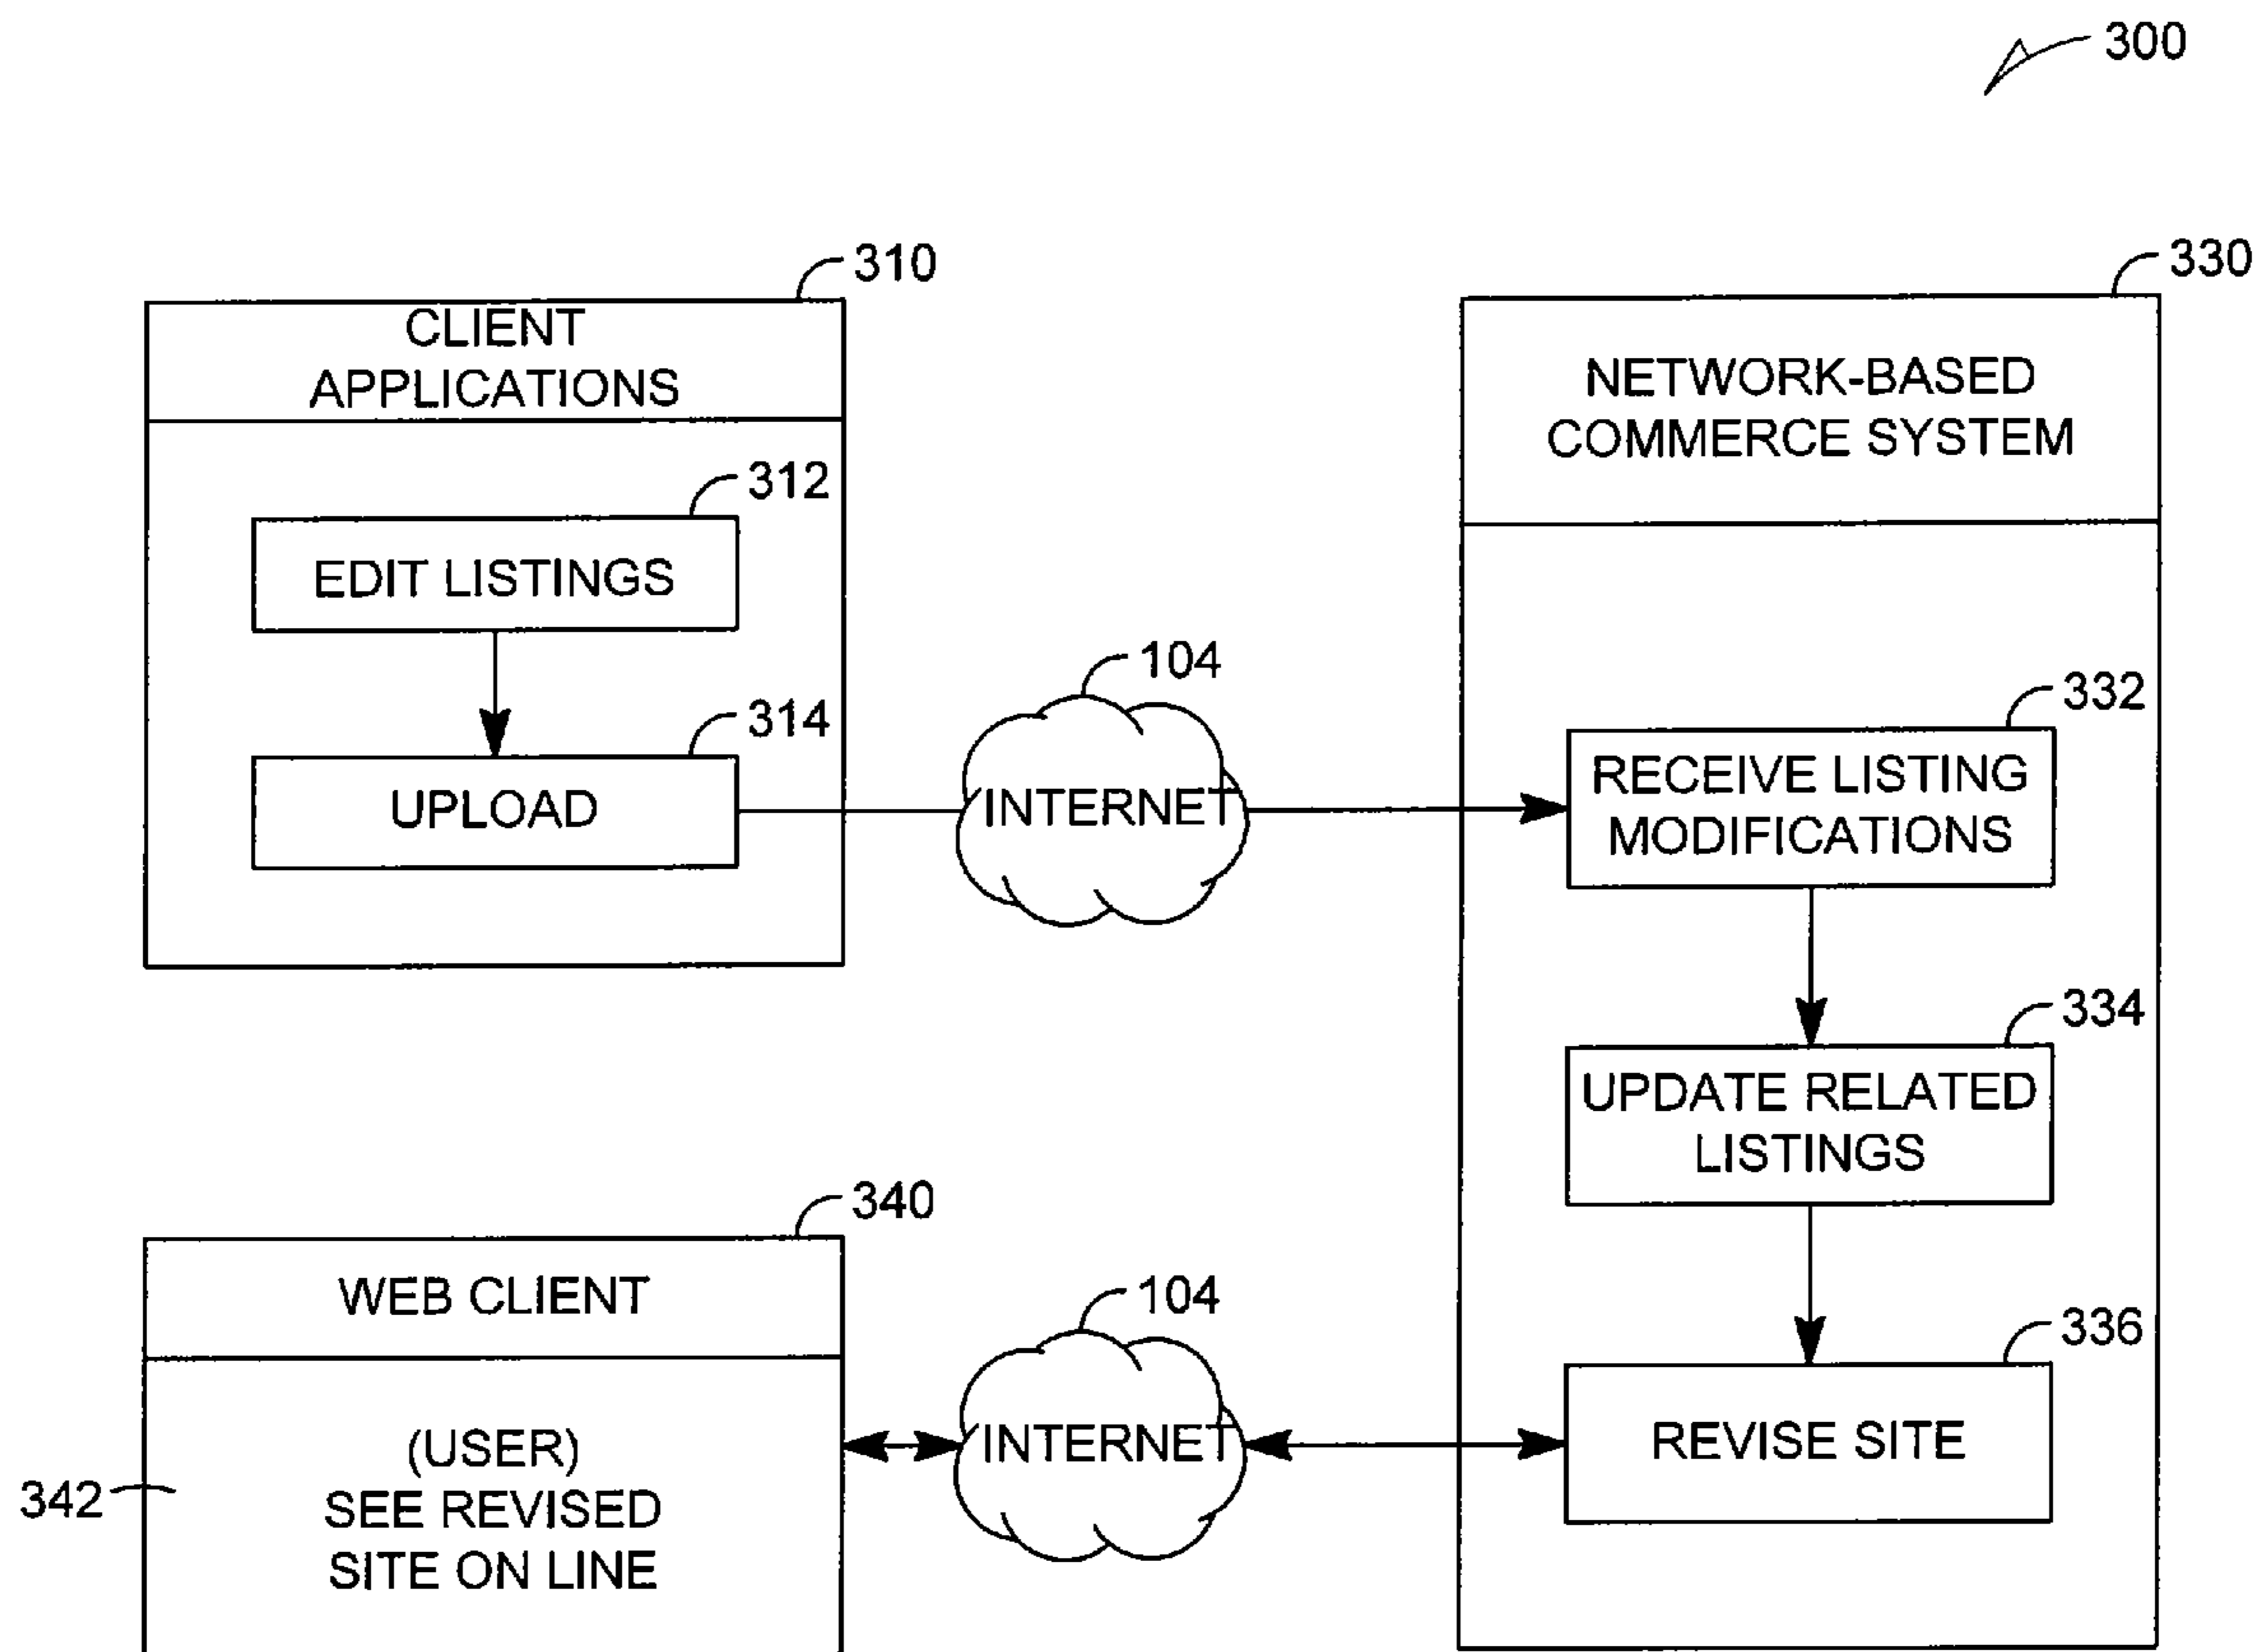 300
310
CLIENT
APPLICATIONS
312
EDIT LISTINGS
314
UPLOAD
104
INTERNET
330
NETWORK-BASED
COMMERCE SYSTEM
332
RECEIVE LISTING
MODIFICATIONS
334
UPDATE RELATED
LISTINGS
336
REVISE SITE
340
WEB CLIENT
342
(USER)
SEE REVISED
SITE ON LINE
104
INTERNET